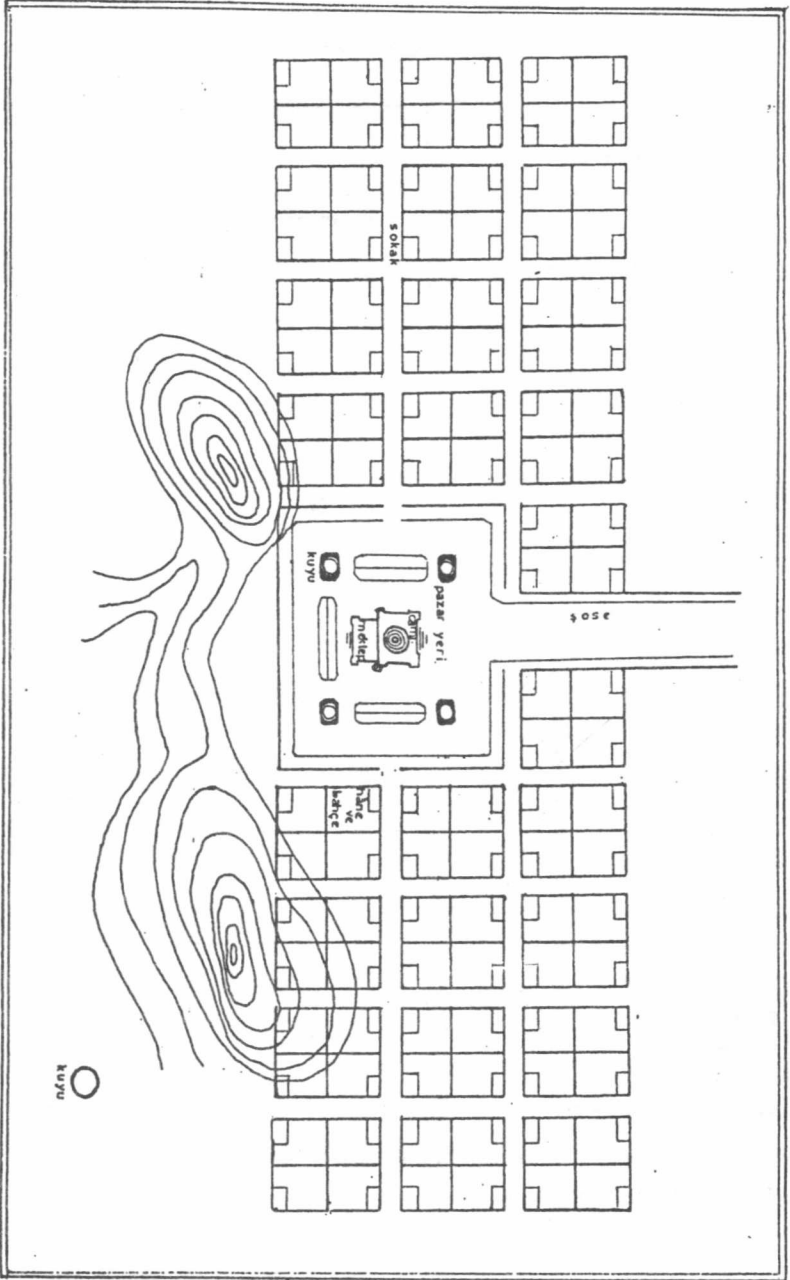 sokak
kuyu
pazar yeri
cami
mektep
şose
hane
ve
bahçe
kuyu